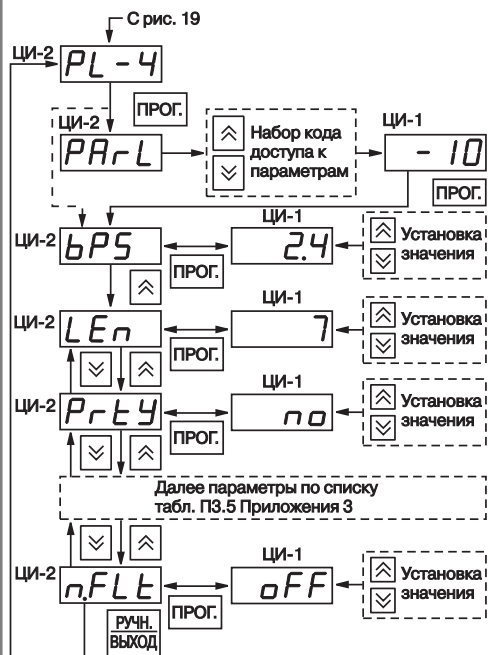 С рис. 19
ЦИ-2
PL-4
ПРОГ.
ЦИ-2
PArL
Набор кода
доступа к
параметрам
ЦИ-1
- 10
ПРОГ.
ЦИ-2
bPS
ПРОГ.
ЦИ-1
2.4
Установка
значения
ЦИ-2
LEn
ПРОГ.
ЦИ-1
7
Установка
значения
ЦИ-2
PrtY
ПРОГ.
ЦИ-1
no
Установка
значения
Далее параметры по списку
табл. П3.5 Приложения 3
ЦИ-2
n.FLt
ПРОГ.
ЦИ-1
oFF
Установка
значения
РУЧН.
ВЫХОД